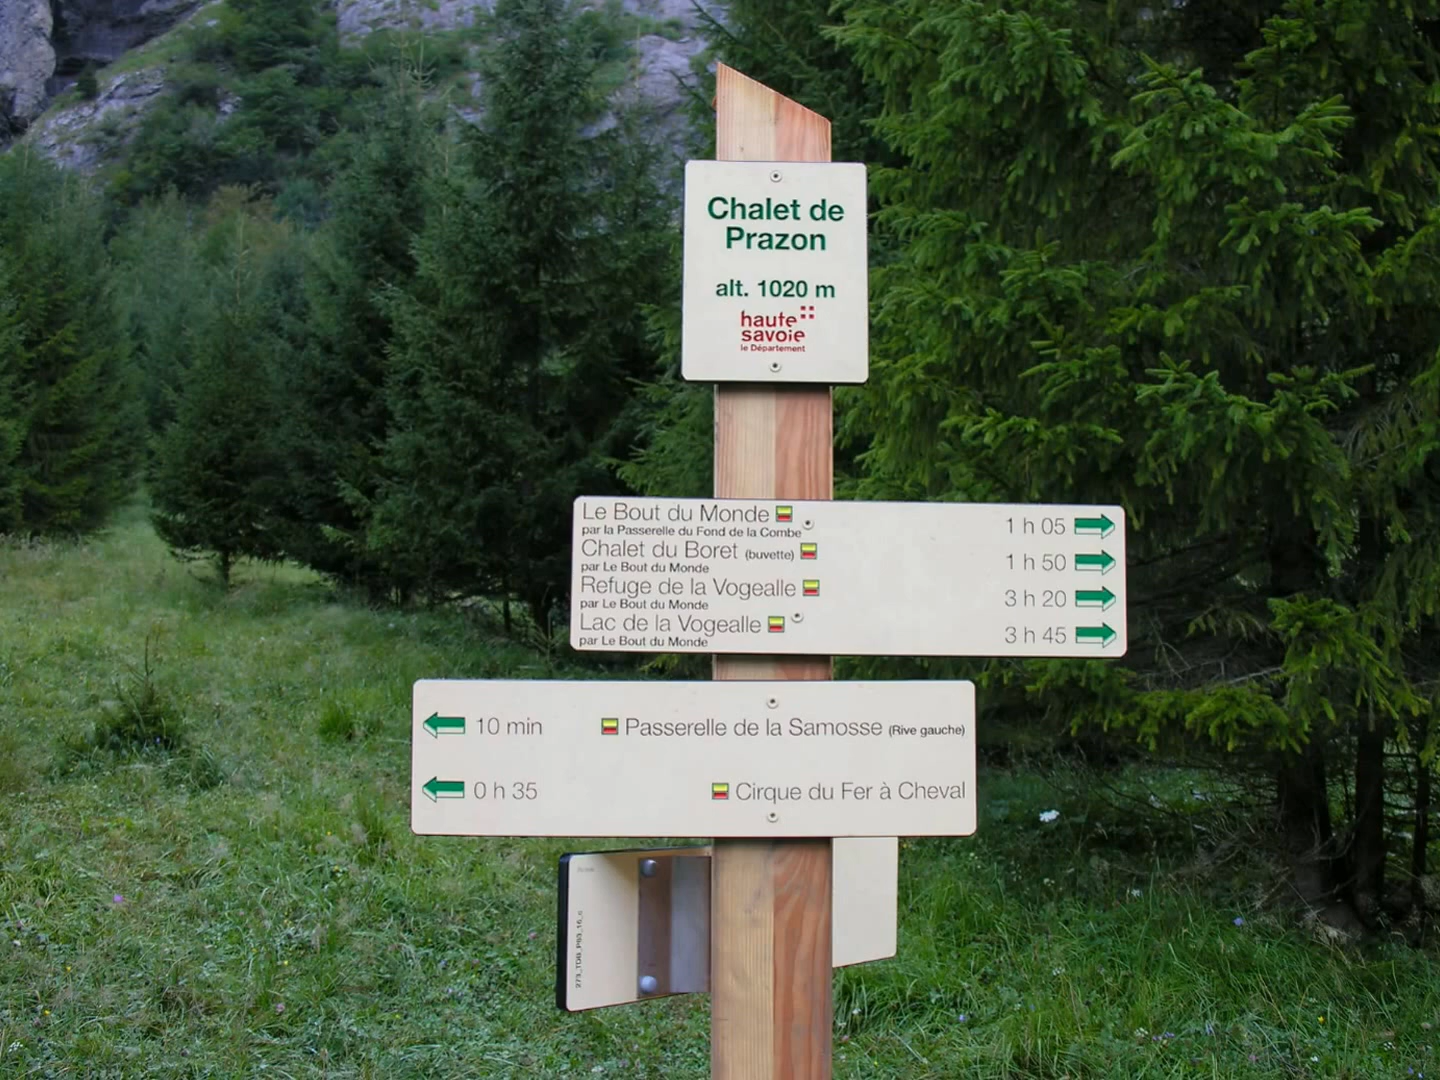 Chalet de
Prazon
alt. 1020 m
haute
savoie
le Département
Le Bout du Monde 1 h 05
par la Passerelle du Fond de la Combe
Chalet du Boret (buvette) 1 h 50
par Le Bout du Monde
Refuge de la Vogealle 3 h 20
par Le Bout du Monde
Lac de la Vogealle 3 h 45
par Le Bout du Monde
10 min Passerelle de la Samosse (Rive gauche)
0 h 35 Cirque du Fer à Cheval